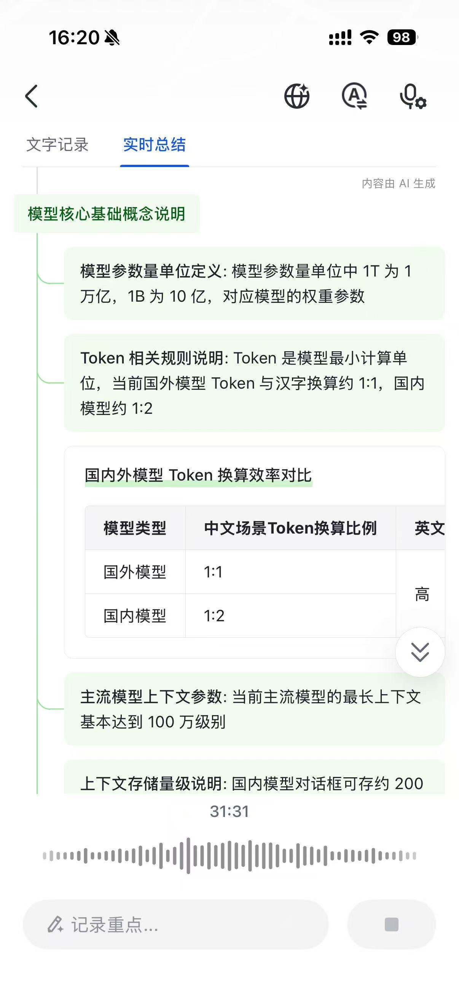 16:20
98
文字记录 实时总结
内容由 AI 生成
模型核心基础概念说明
模型参数量单位定义: 模型参数量单位中 1T 为 1
万亿，1B 为 10 亿，对应模型的权重参数
Token 相关规则说明: Token 是模型最小计算单
位，当前国外模型 Token 与汉字换算约 1:1，国内
模型约 1:2
国内外模型 Token 换算效率对比
模型类型 中文场景Token换算比例 英文
国外模型 1:1
高
国内模型 1:2
主流模型上下文参数: 当前主流模型的最长上下文
基本达到 100 万级别
上下文存储量级说明: 国内模型对话框可存约 200
31:31
记录重点...